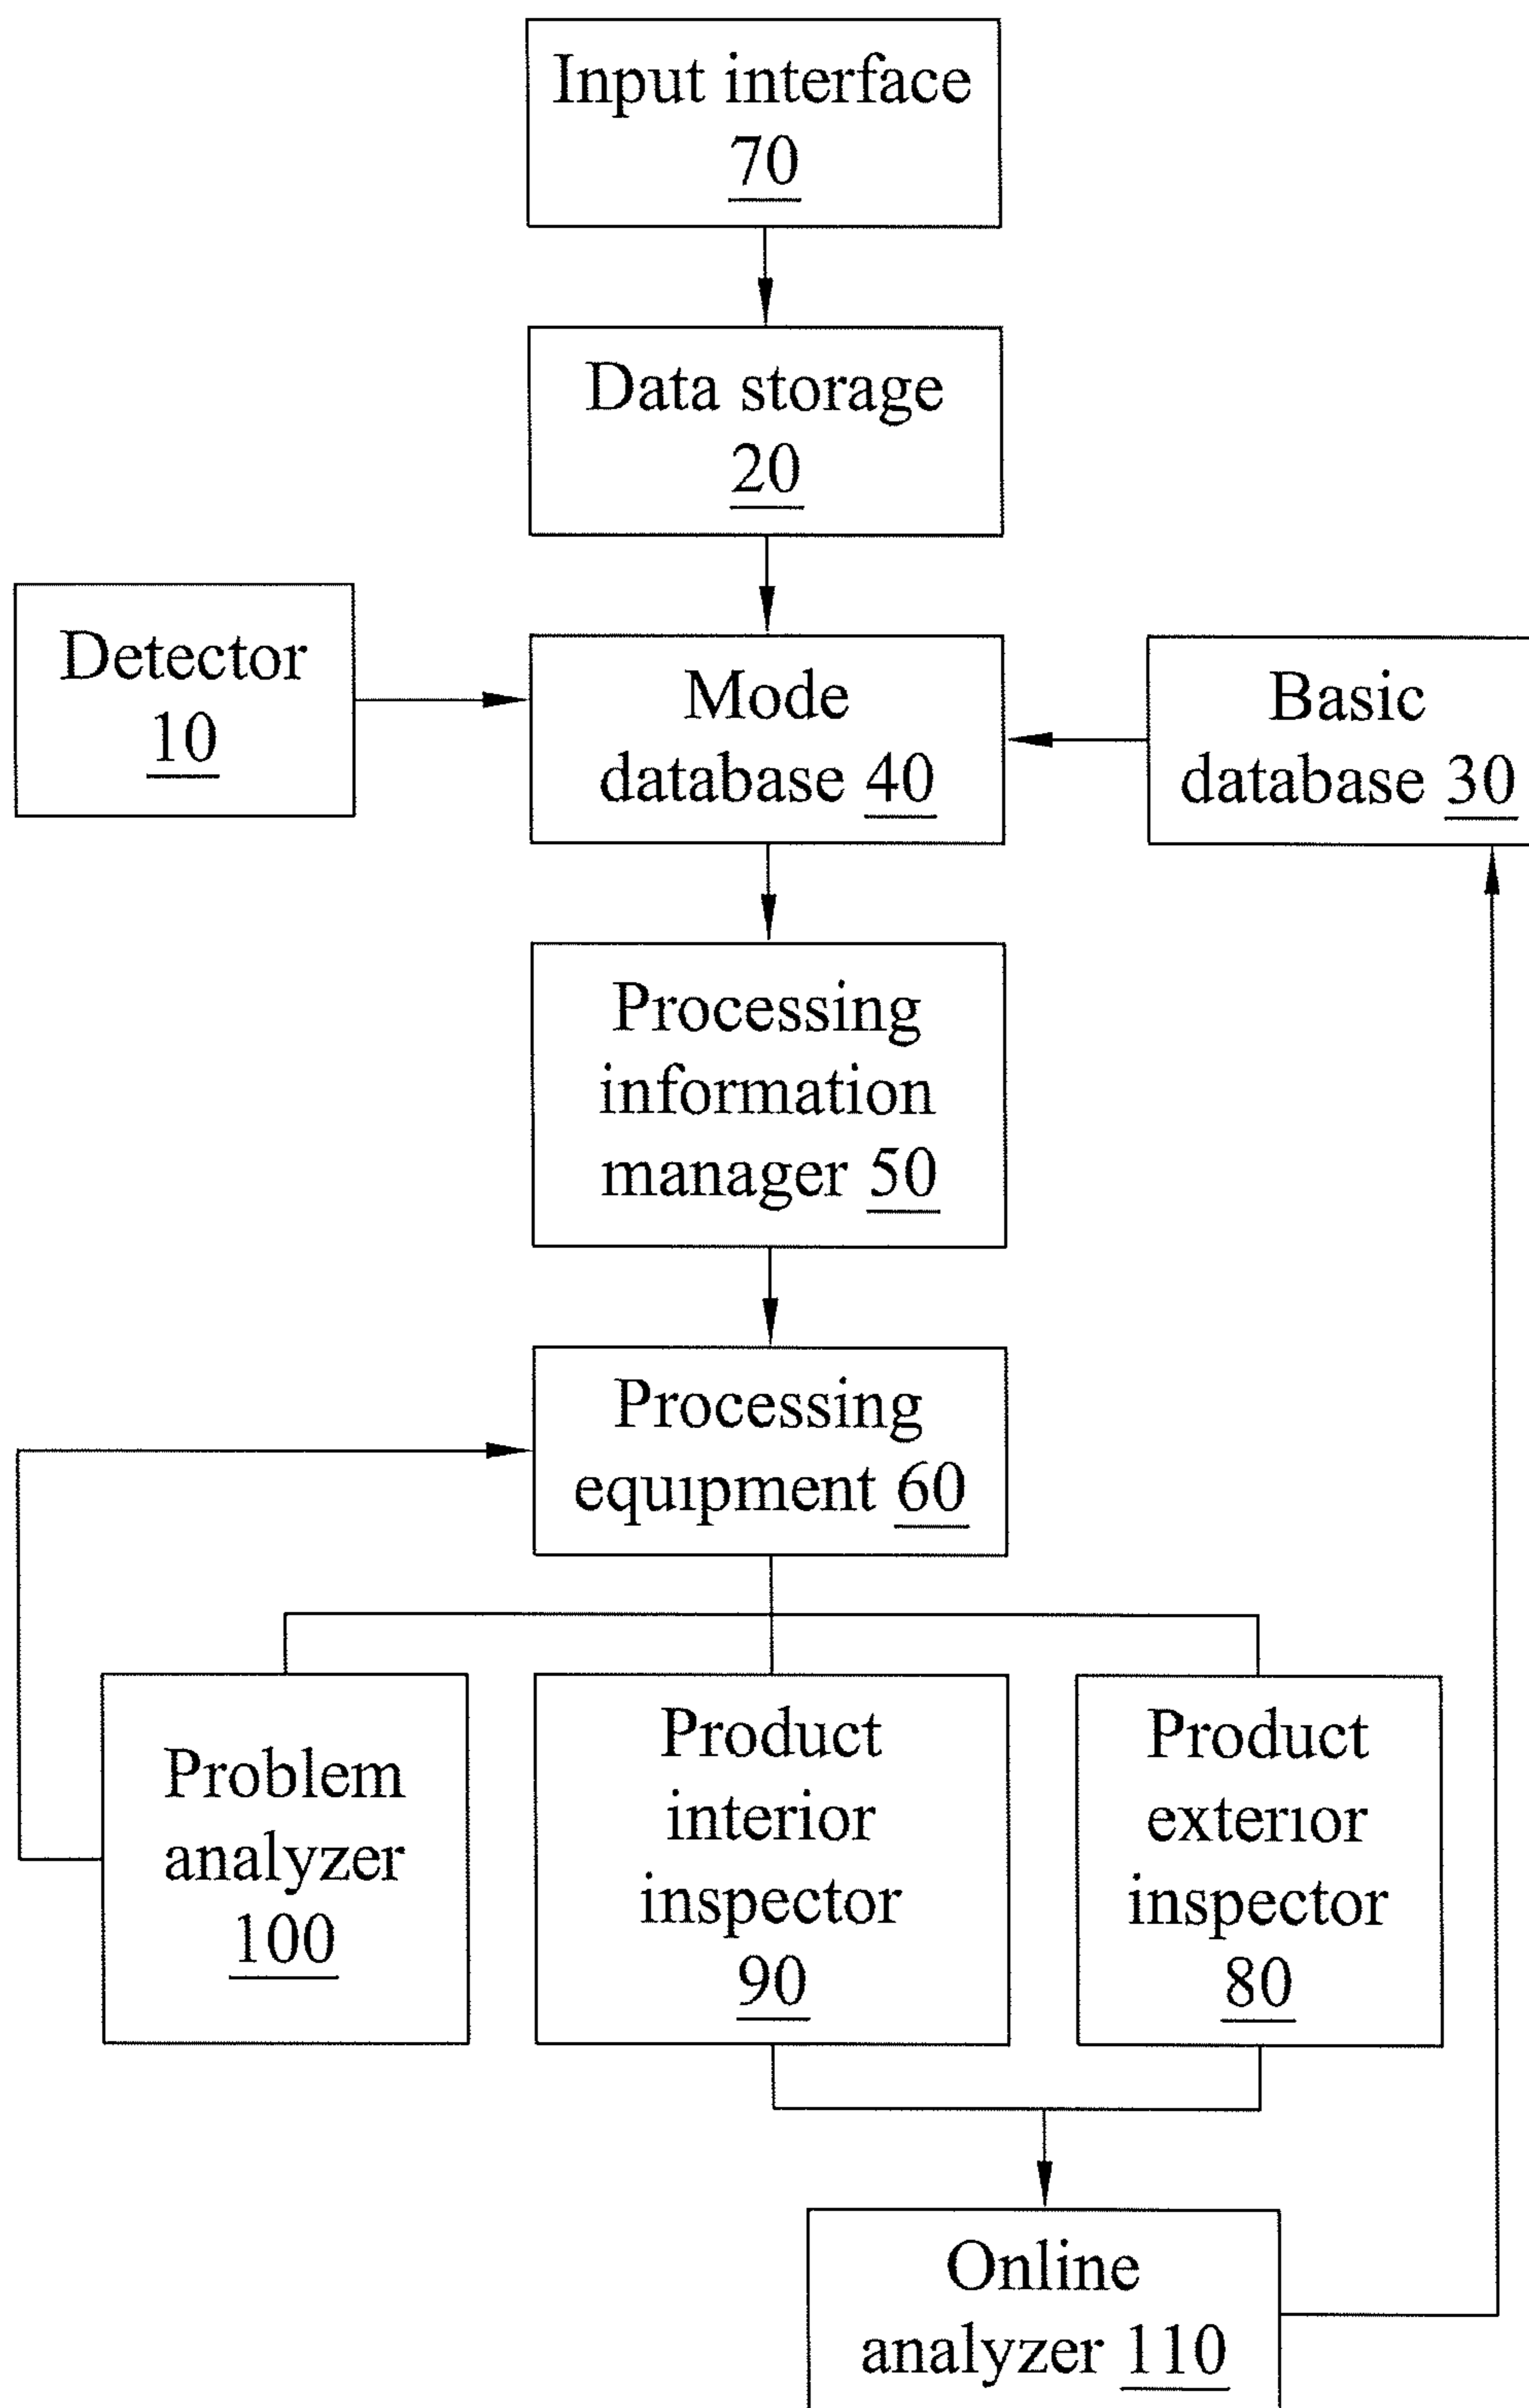 Input interface
70
Data storage
20
Detector
10
Mode
database 40
Basic
database 30
Processing
information
manager 50
Processing
equipment 60
Problem
analyzer
100
Product
interior
inspector
90
Product
exterior
inspector
80
Online
analyzer 110